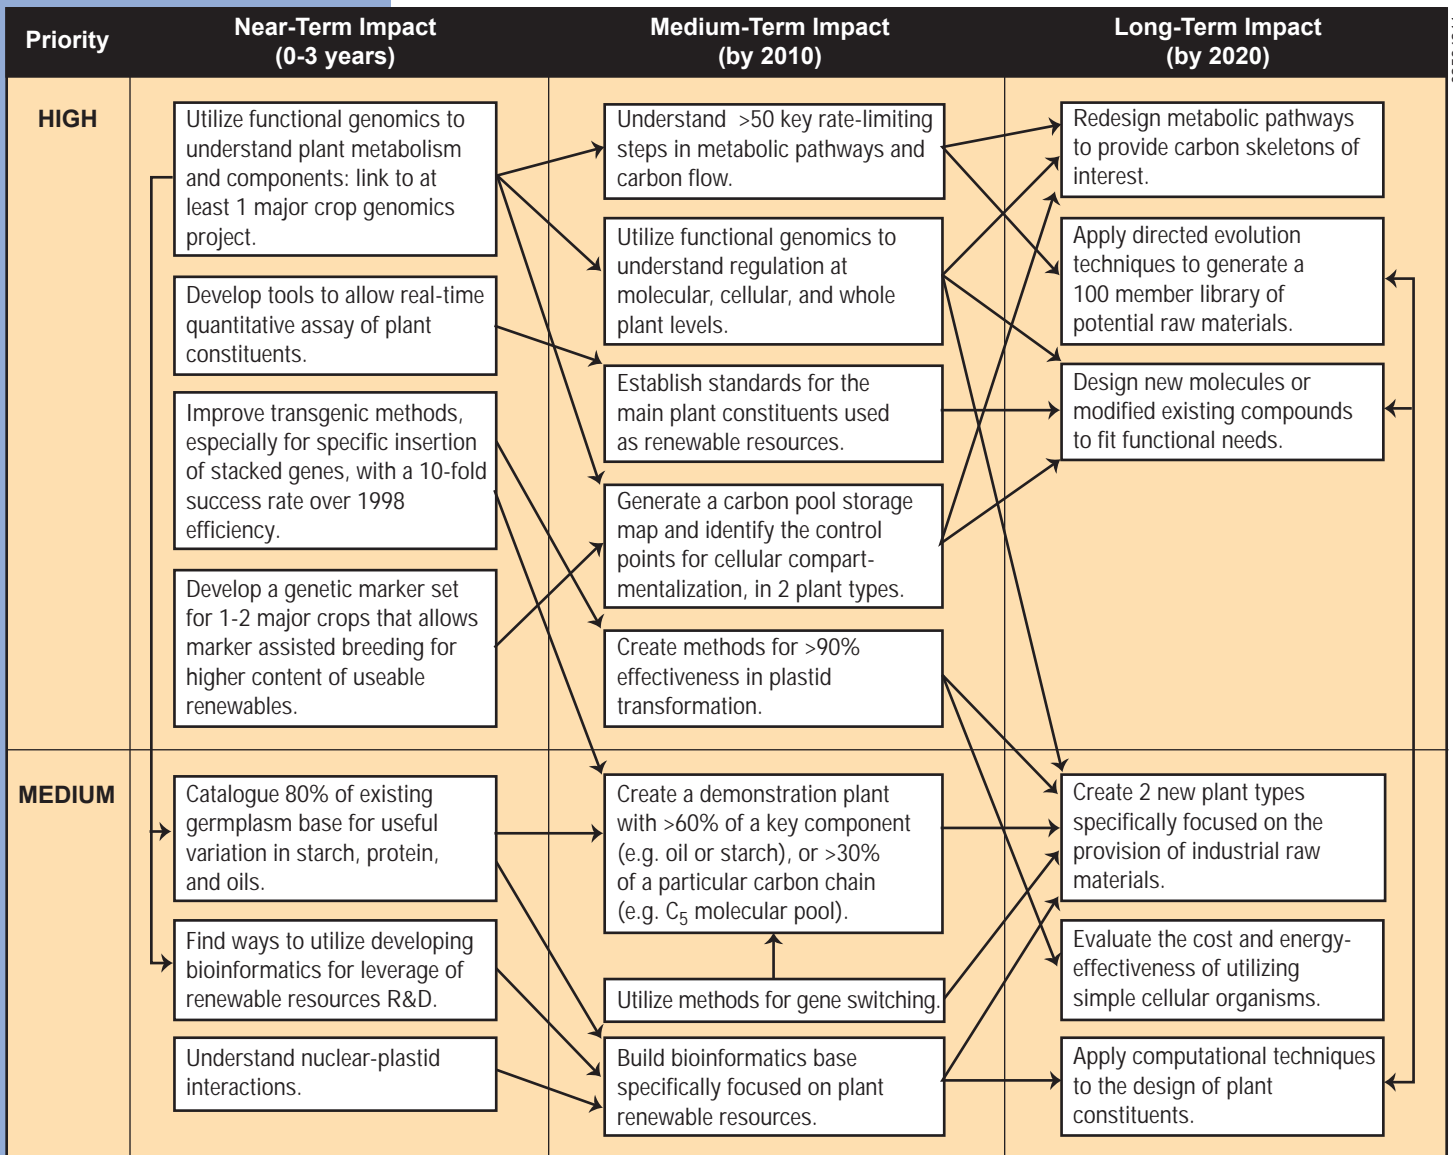 Priority
Near-Term Impact
(0-3 years)
Medium-Term Impact
(by 2010)
Long-Term Impact
(by 2020)
HIGH
Utilize functional genomics to
understand plant metabolism
and components: link to at
least 1 major crop genomics
project.
Develop tools to allow real-time
quantitative assay of plant
constituents.
Improve transgenic methods,
especially for specific insertion
of stacked genes, with a 10-fold
success rate over 1998
efficiency.
Develop a genetic marker set
for 1-2 major crops that allows
marker assisted breeding for
higher content of useable
renewables.
Understand >50 key rate-limiting
steps in metabolic pathways and
carbon flow.
Utilize functional genomics to
understand regulation at
molecular, cellular, and whole
plant levels.
Establish standards for the
main plant constituents used
as renewable resources.
Generate a carbon pool storage
map and identify the control
points for cellular compart-
mentalization, in 2 plant types.
Create methods for >90%
effectiveness in plastid
transformation.
Redesign metabolic pathways
to provide carbon skeletons of
interest.
Apply directed evolution
techniques to generate a
100 member library of
potential raw materials.
Design new molecules or
modified existing compounds
to fit functional needs.
MEDIUM
Catalogue 80% of existing
germplasm base for useful
variation in starch, protein,
and oils.
Find ways to utilize developing
bioinformatics for leverage of
renewable resources R&D.
Understand nuclear-plastid
interactions.
Create a demonstration plant
with >60% of a key component
(e.g. oil or starch), or >30%
of a particular carbon chain
(e.g. C5 molecular pool).
Utilize methods for gene switching.
Build bioinformatics base
specifically focused on plant
renewable resources.
Create 2 new plant types
specifically focused on the
provision of industrial raw
materials.
Evaluate the cost and energy-
effectiveness of utilizing
simple cellular organisms.
Apply computational techniques
to the design of plant
constituents.